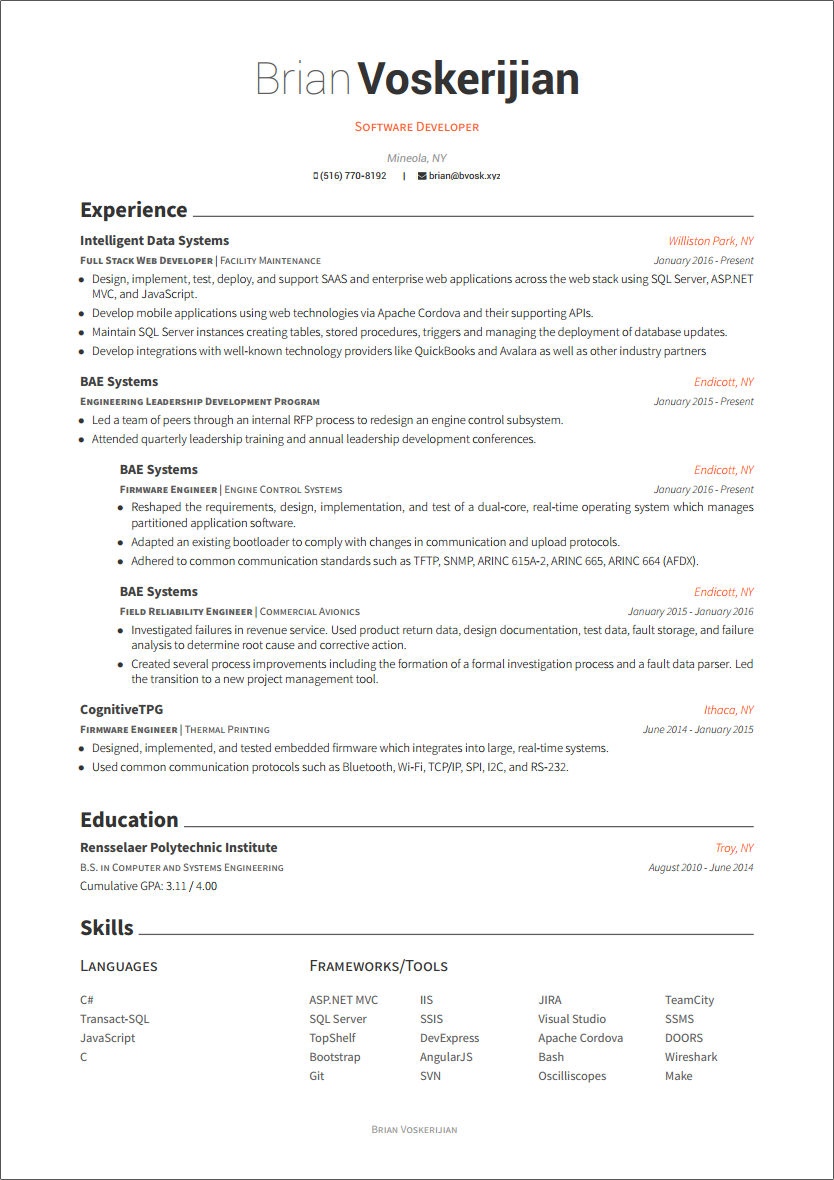 Brian Voskerijian
Software Developer
Mineola, NY
(516) 770-8192 | brian@bvosk.xyz
Experience
Intelligent Data Systems Williston Park, NY
Full Stack Web Developer | Facility Maintenance January 2016 - Present
• Design, implement, test, deploy, and support SAAS and enterprise web applications across the web stack using SQL Server, ASP.NET
MVC, and JavaScript.
• Develop mobile applications using web technologies via Apache Cordova and their supporting APIs.
• Maintain SQL Server instances creating tables, stored procedures, triggers and managing the deployment of database updates.
• Develop integrations with well-known technology providers like QuickBooks and Avalara as well as other industry partners
BAE Systems Endicott, NY
Engineering Leadership Development Program January 2015 - Present
• Led a team of peers through an internal RFP process to redesign an engine control subsystem.
• Attended quarterly leadership training and annual leadership development conferences.
BAE Systems Endicott, NY
Firmware Engineer | Engine Control Systems January 2016 - Present
• Reshaped the requirements, design, implementation, and test of a dual-core, real-time operating system which manages
partitioned application software.
• Adapted an existing bootloader to comply with changes in communication and upload protocols.
• Adhered to common communication standards such as TFTP, SNMP, ARINC 615A-2, ARINC 665, ARINC 664 (AFDX).
BAE Systems Endicott, NY
Field Reliability Engineer | Commercial Avionics January 2015 - January 2016
• Investigated failures in revenue service. Used product return data, design documentation, test data, fault storage, and failure
analysis to determine root cause and corrective action.
• Created several process improvements including the formation of a formal investigation process and a fault data parser. Led
the transition to a new project management tool.
CognitiveTPG Ithaca, NY
Firmware Engineer | Thermal Printing June 2014 - January 2015
• Designed, implemented, and tested embedded firmware which integrates into large, real-time systems.
• Used common communication protocols such as Bluetooth, Wi-Fi, TCP/IP, SPI, I2C, and RS-232.
Education
Rensselaer Polytechnic Institute Troy, NY
B.S. in Computer and Systems Engineering August 2010 - June 2014
Cumulative GPA: 3.11 / 4.00
Skills
Languages Frameworks/Tools
C# ASP.NET MVC IIS JIRA TeamCity
Transact-SQL SQL Server SSIS Visual Studio SSMS
JavaScript TopShelf DevExpress Apache Cordova DOORS
C Bootstrap AngularJS Bash Wireshark
Git SVN Oscilliscopes Make
Brian Voskerijian